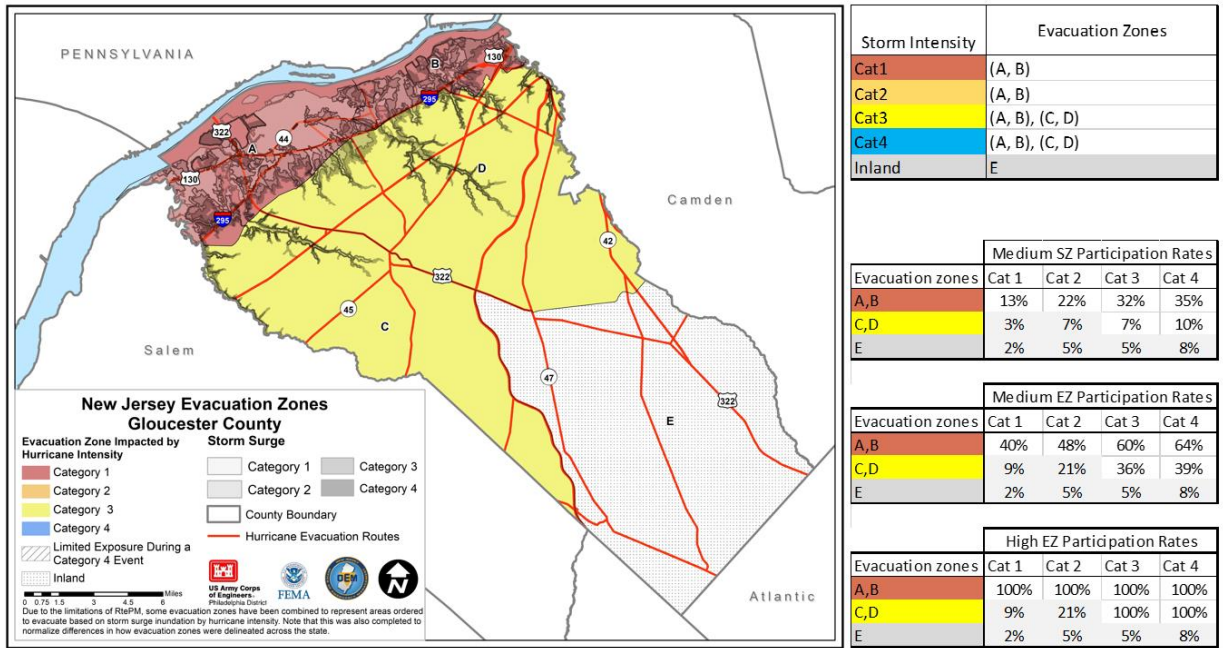 PENNSYLVANIA
B
130
295
322
44
A
D
130
Camden
295
42
322
45
C
Salem
47
322
E
Atlantic
New Jersey Evacuation Zones
Gloucester County
Evacuation Zone Impacted by
Hurricane Intensity
Category 1
Category 2
Category 3
Category 4
Limited Exposure During a
Category 4 Event
Inland
Storm Surge
Category 1
Category 2
Category 3
Category 4
County Boundary
Hurricane Evacuation Routes
US Army Corps
of Engineers
Philadelphia District
FEMA
OEM
N
Miles
0 0.75 1.5 3 4.5 6
Due to the limitations of RtePM, some evacuation zones have been combined to represent areas ordered
to evacuate based on storm surge inundation by hurricane intensity. Note that this was also completed to
normalize differences in how evacuation zones were delineated across the state.
Storm Intensity Evacuation Zones
Cat1 (A, B)
Cat2 (A, B)
Cat3 (A, B), (C, D)
Cat4 (A, B), (C, D)
Inland E
Medium SZ Participation Rates
Evacuation zones Cat 1 Cat 2 Cat 3 Cat 4
A,B 13% 22% 32% 35%
C,D 3% 7% 7% 10%
E 2% 5% 5% 8%
Medium EZ Participation Rates
Evacuation zones Cat 1 Cat 2 Cat 3 Cat 4
A,B 40% 48% 60% 64%
C,D 9% 21% 36% 39%
E 2% 5% 5% 8%
High EZ Participation Rates
Evacuation zones Cat 1 Cat 2 Cat 3 Cat 4
A,B 100% 100% 100% 100%
C,D 9% 21% 100% 100%
E 2% 5% 5% 8%